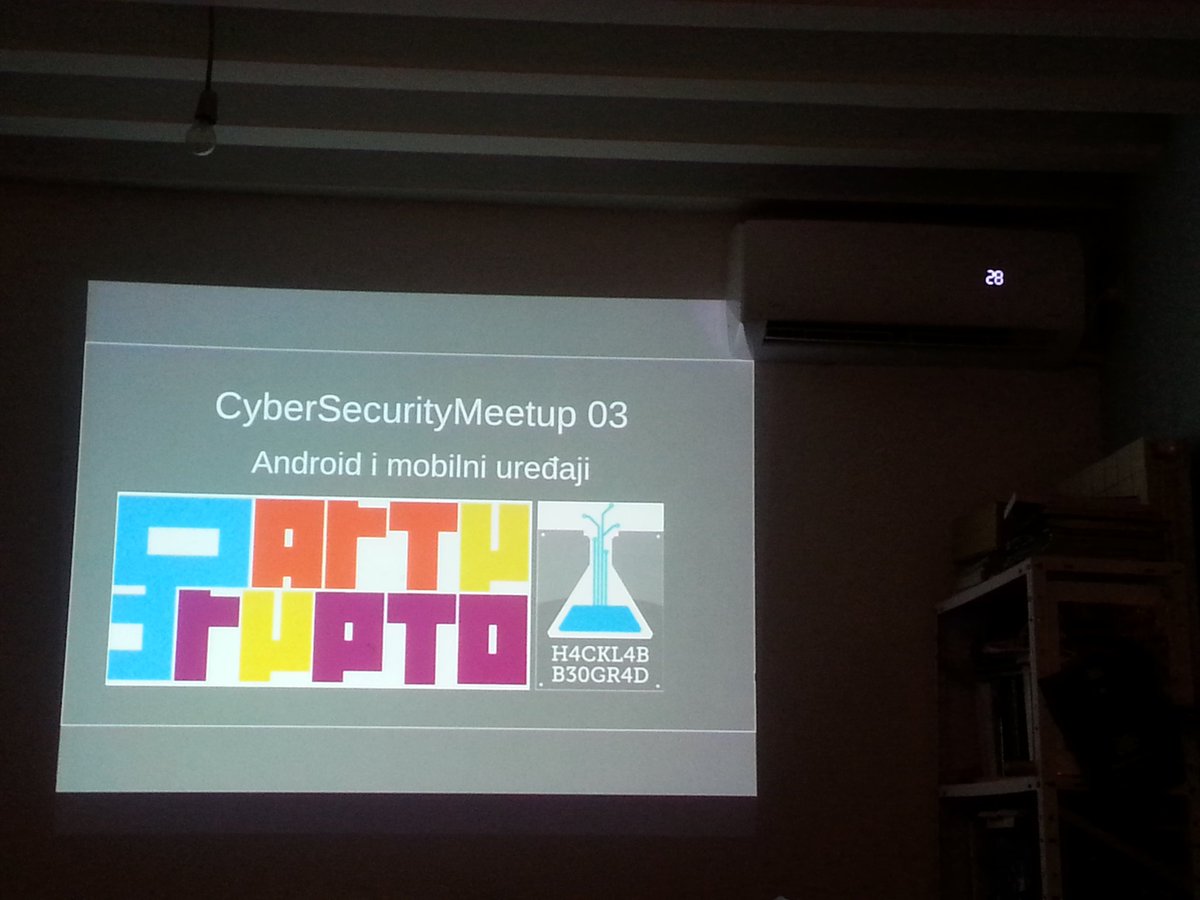 28
CyberSecurityMeetup 03
Android i mobilni uređaji
Party
Crypto
H4CKL4B
B30GR4D